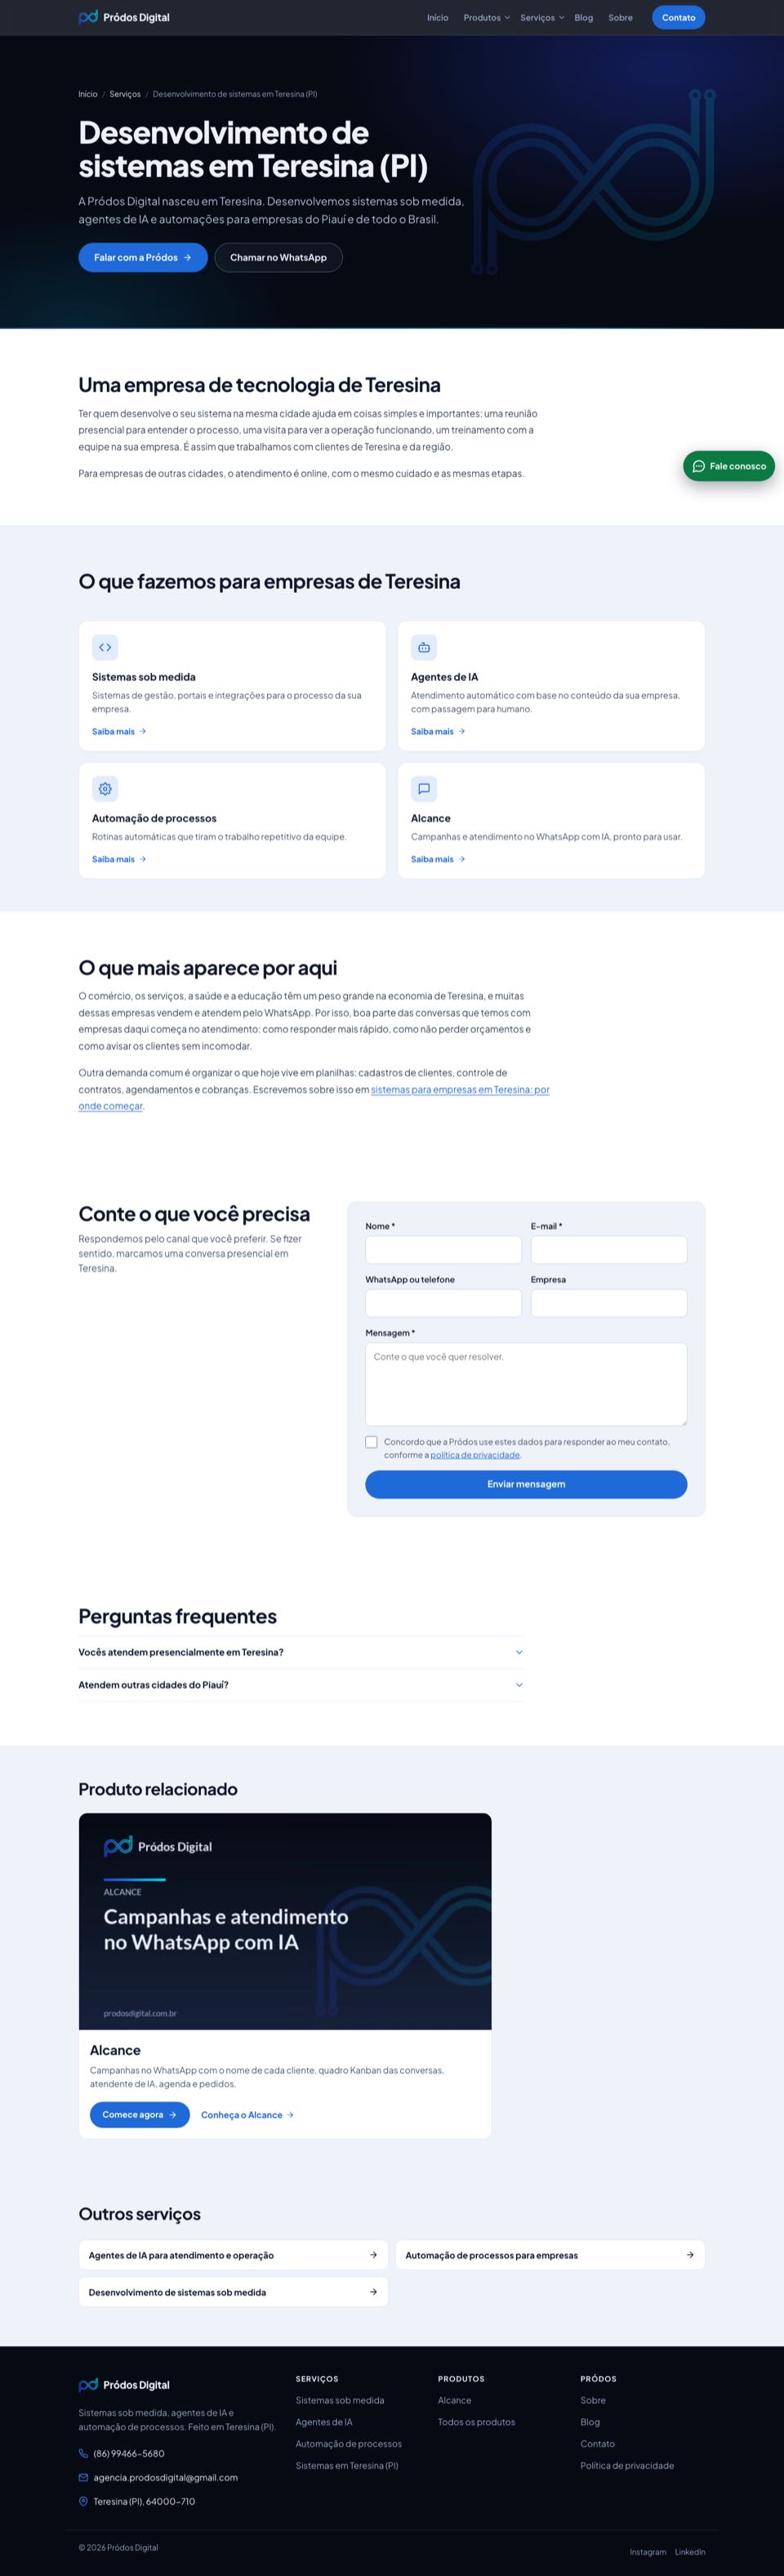 Pródos Digital
Início Produtos Serviços Blog Sobre Contato
Início / Serviços / Desenvolvimento de sistemas em Teresina (PI)
Desenvolvimento de
sistemas em Teresina (PI)
A Pródos Digital nasceu em Teresina. Desenvolvemos sistemas sob medida,
agentes de IA e automações para empresas do Piauí e de todo o Brasil.
Falar com a Pródos
Chamar no WhatsApp
Uma empresa de tecnologia de Teresina
Ter quem desenvolve o seu sistema na mesma cidade ajuda em coisas simples e importantes: uma reunião
presencial para entender o processo, uma visita para ver a operação funcionando, um treinamento com a
equipe na sua empresa. É assim que trabalhamos com clientes de Teresina e da região.
Fale conosco
Para empresas de outras cidades, o atendimento é online, com o mesmo cuidado e as mesmas etapas.
O que fazemos para empresas de Teresina
Sistemas sob medida
Sistemas de gestão, portais e integrações para o processo da sua
empresa.
Saiba mais
Agentes de IA
Atendimento automático com base no conteúdo da sua empresa,
com passagem para humano.
Saiba mais
Automação de processos
Rotinas automáticas que tiram o trabalho repetitivo da equipe.
Saiba mais
Alcance
Campanhas e atendimento no WhatsApp com IA, pronto para usar.
Saiba mais
O que mais aparece por aqui
O comércio, os serviços, a saúde e a educação têm um peso grande na economia de Teresina, e muitas
dessas empresas vendem e atendem pelo WhatsApp. Por isso, boa parte das conversas que temos com
empresas daqui começa no atendimento: como responder mais rápido, como não perder orçamentos e
como avisar os clientes sem incomodar.
Outra demanda comum é organizar o que hoje vive em planilhas: cadastros de clientes, controle de
contratos, agendamentos e cobranças. Escrevemos sobre isso em sistemas para empresas em Teresina: por
onde começar.
Conte o que você precisa
Respondemos pelo canal que você preferir. Se fizer
sentido, marcamos uma conversa presencial em
Teresina.
Nome *
E-mail *
WhatsApp ou telefone
Empresa
Mensagem *
Conte o que você quer resolver.
Concordo que a Pródos use estes dados para responder ao meu contato,
conforme a política de privacidade.
Enviar mensagem
Perguntas frequentes
Vocês atendem presencialmente em Teresina?
Atendem outras cidades do Piauí?
Produto relacionado
Pródos Digital
ALCANCE
Campanhas e atendimento
no WhatsApp com IA
prodosdigital.com.br
Alcance
Campanhas no WhatsApp com o nome de cada cliente, quadro Kanban das conversas,
atendente de IA, agenda e pedidos.
Comece agora
Conheça o Alcance
Outros serviços
Agentes de IA para atendimento e operação
Automação de processos para empresas
Desenvolvimento de sistemas sob medida
Pródos Digital
Sistemas sob medida, agentes de IA e
automação de processos. Feito em Teresina (PI).
(86) 99466-5680
agencia.prodosdigital@gmail.com
Teresina (PI), 64000-710
SERVIÇOS
Sistemas sob medida
Agentes de IA
Automação de processos
Sistemas em Teresina (PI)
PRODUTOS
Alcance
Todos os produtos
PRÓDOS
Sobre
Blog
Contato
Política de privacidade
© 2026 Pródos Digital
Instagram LinkedIn